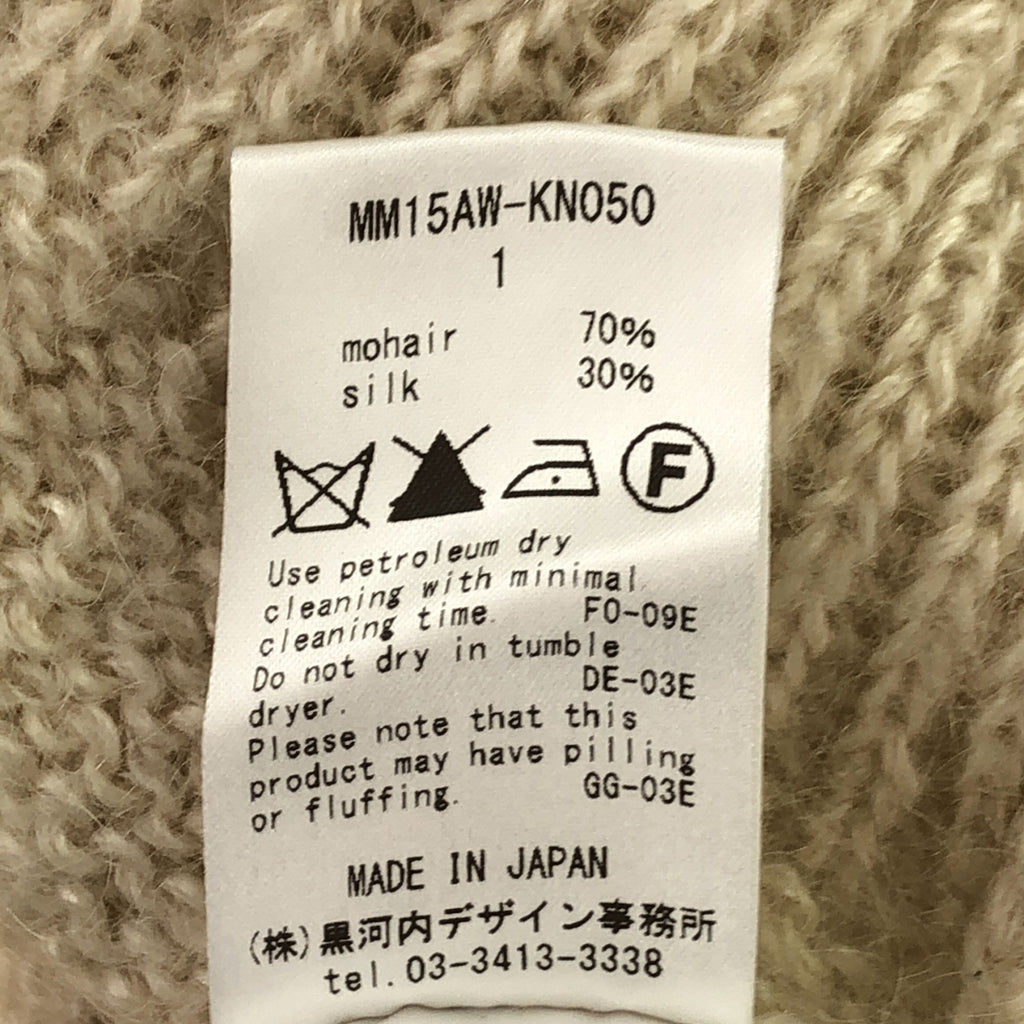 MM15AW-KN050
1
mohair 70%
silk 30%
F
Use petroleum dry
cleaning with minimal
cleaning time. FO-09E
Do not dry in tumble
dryer. DE-03E
Please note that this
product may have pilling
or fluffing. GG-03E
MADE IN JAPAN
(株)黒河内デザイン事務所
tel.03-3413-3338